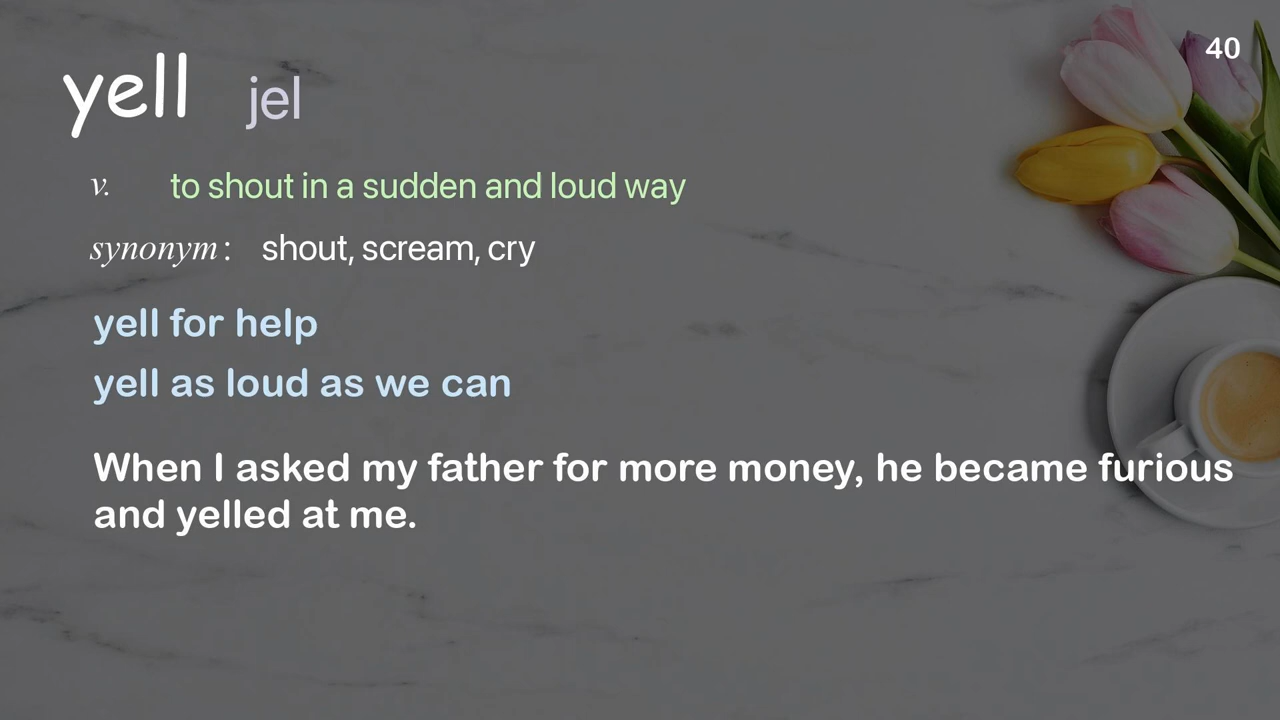 40
yell jel
v. to shout in a sudden and loud way
synonym: shout, scream, cry
yell for help
yell as loud as we can
When I asked my father for more money, he became furious
and yelled at me.